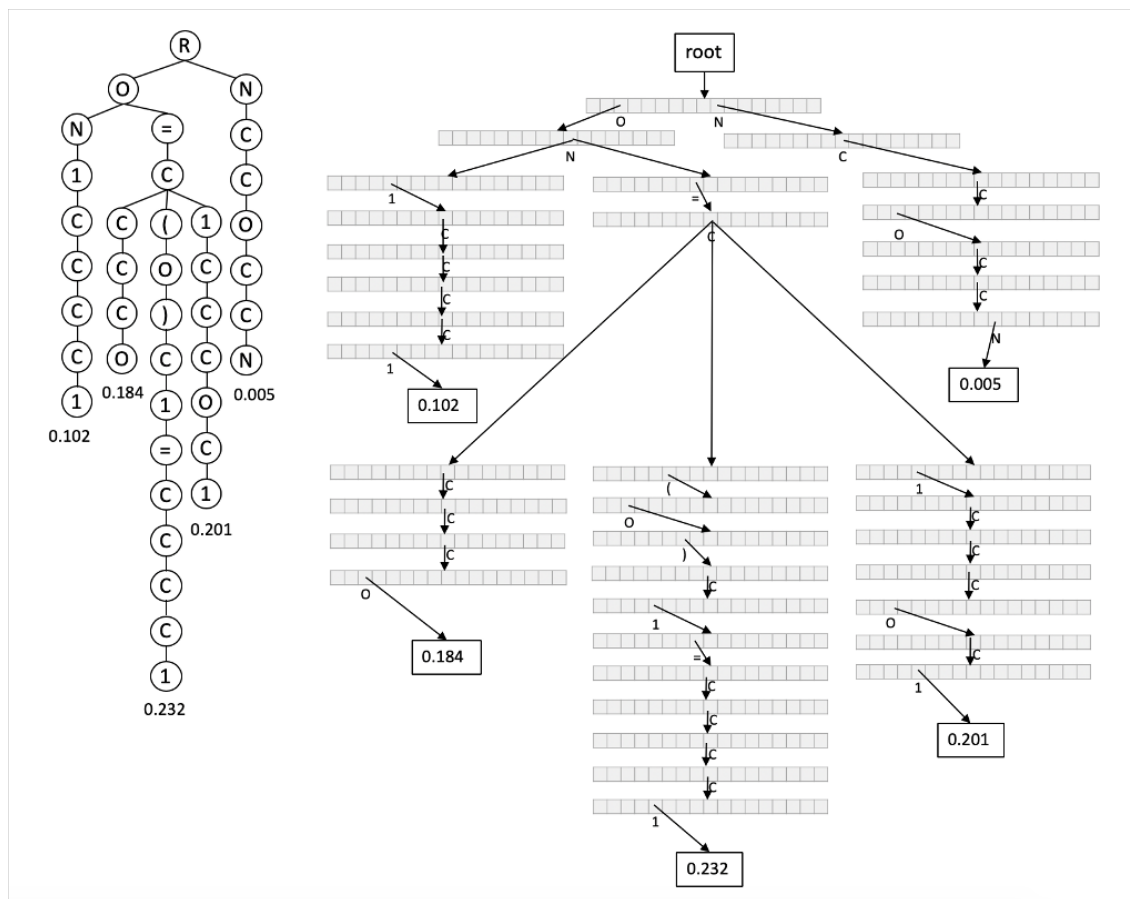 R
O N
N = C
1 C C
C C ( 1 O
C C O C C
C C ) C C
C O C C N
0.184 0.005
1 1 O
0.102
= C
C 1
0.201
C
C
C
1
0.232
root
O N
N C
1
C
C
C
C
1
0.102
=
C
C
O
C
C
N
0.005
C
C
C
O
0.184
(
O
)
C
1
=
C
C
C
C
1
0.232
1
C
C
C
O
C
1
0.201